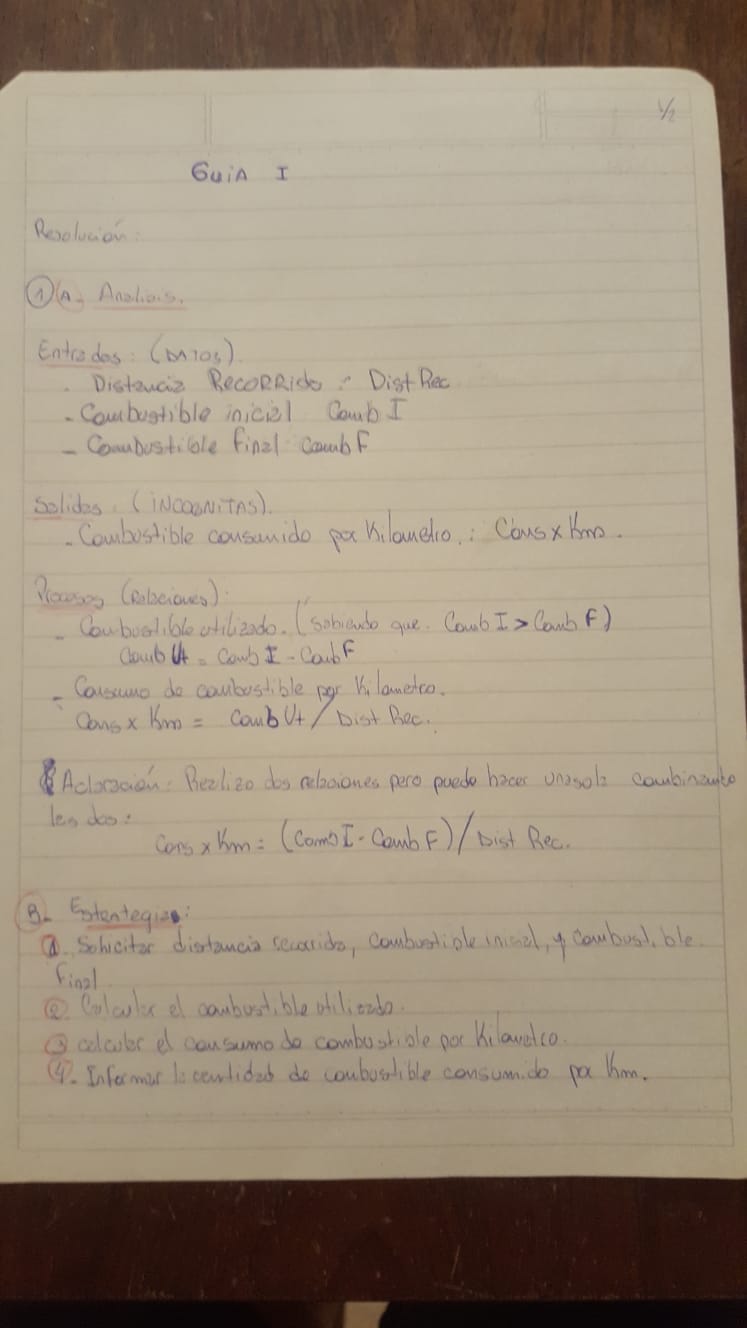 1/2
Guia I
Resolución:
① A- Analisis.
Entradas: (DATOS).
. Distancia RECORRida : Dist Rec
- Combustible inicial Comb I
- Combustible final Comb F
Salidas: (iNCOGNiTAS).
- Combustible consumido por Kilometro. : Cons x Km.
Procesos (Relaciones):
- Combustible utilizado. (Sabiendo que. Comb I > Comb F)
Comb Ut = Comb I - Comb F
- Consumo de combustible por Kilometro.
Cons x Km = Comb Ut / Dist Rec.
Aclaración: Realizo dos relaciones pero puedo hacer una sola combinando
las dos:
Cons x Km = (Comb I - Comb F) / Dist Rec.
B- Estrategia:
1. Solicitar distancia recorrida, combustible inicial, y combustible
final
② Calcular el combustible utilizado.
③ calcular el consumo de combustible por Kilometro.
④- Informar la cantidad de combustible consumido por Km.